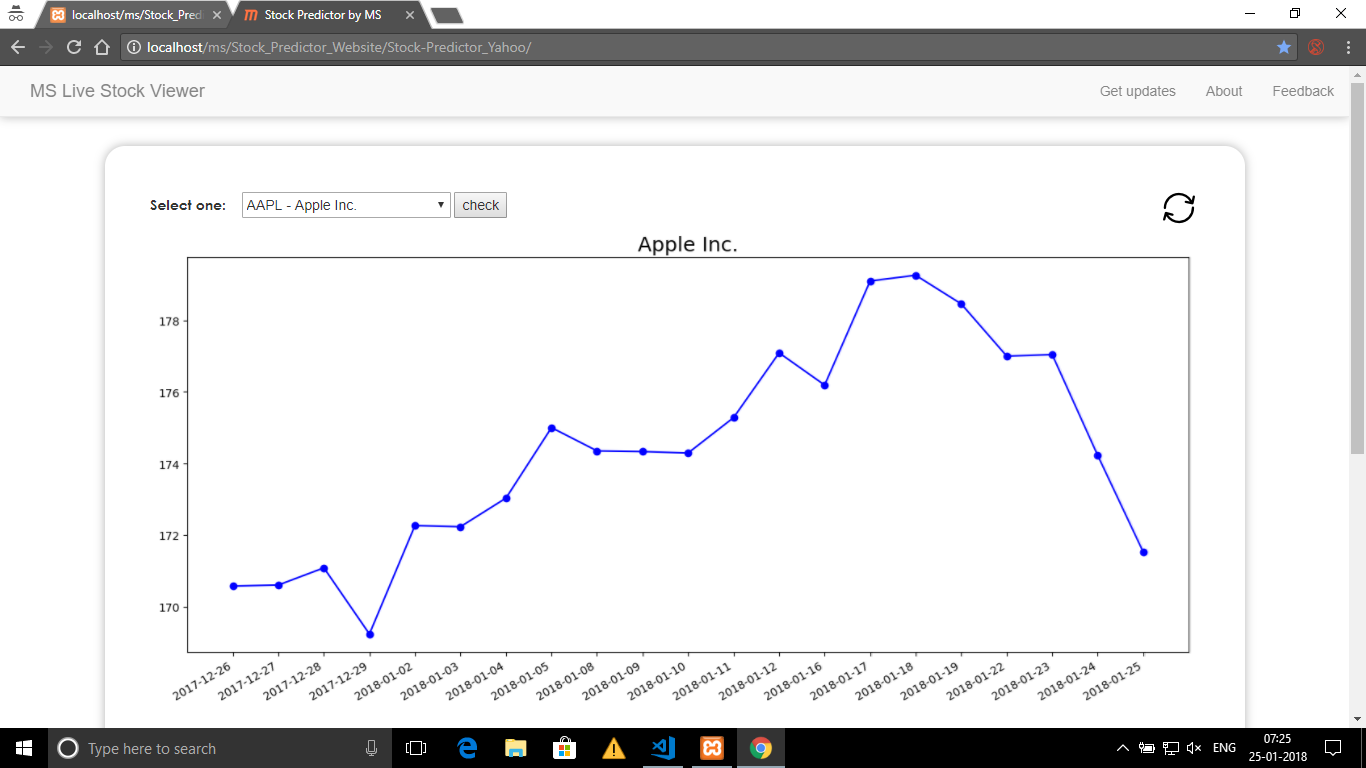 localhost/ms/Stock_Pred
Stock Predictor by MS
localhost/ms/Stock_Predictor_Website/Stock-Predictor_Yahoo/
MS Live Stock Viewer
Get updates
About
Feedback
Select one:
AAPL - Apple Inc.
check
Apple Inc.
178
176
174
172
170
2017-12-26
2017-12-27
2017-12-28
2017-12-29
2018-01-02
2018-01-03
2018-01-04
2018-01-05
2018-01-08
2018-01-09
2018-01-10
2018-01-11
2018-01-12
2018-01-16
2018-01-17
2018-01-18
2018-01-19
2018-01-22
2018-01-23
2018-01-24
2018-01-25
Type here to search
ENG
07:25
25-01-2018